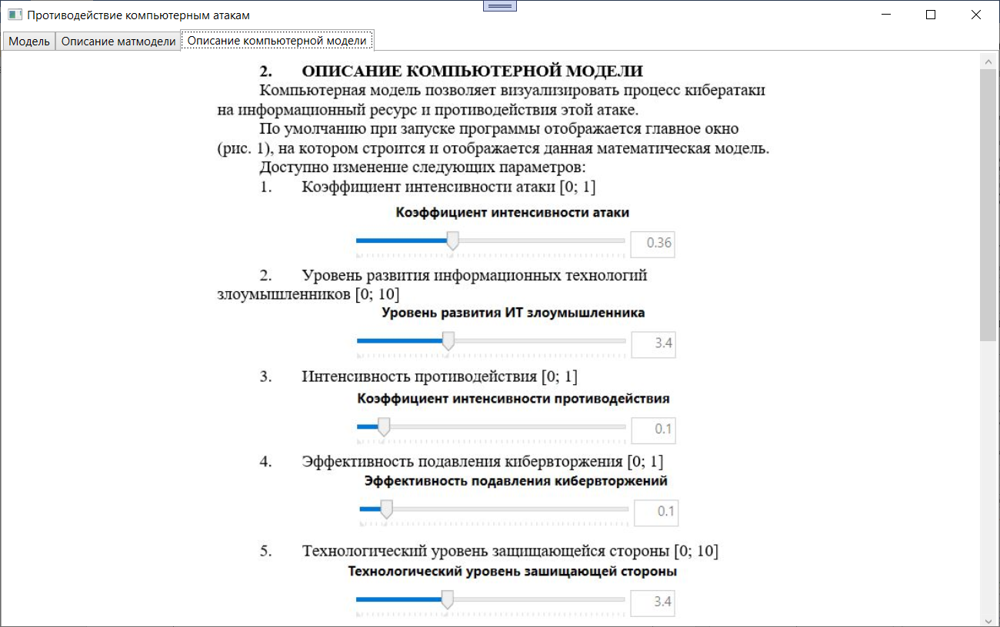 Противодействие компьютерным атакам
Модель Описание матмодели Описание компьютерной модели
2. ОПИСАНИЕ КОМПЬЮТЕРНОЙ МОДЕЛИ
Компьютерная модель позволяет визуализировать процесс кибератаки
на информационный ресурс и противодействия этой атаке.
По умолчанию при запуске программы отображается главное окно
(рис. 1), на котором строится и отображается данная математическая модель.
Доступно изменение следующих параметров:
1. Коэффициент интенсивности атаки [0; 1]
Коэффициент интенсивности атаки
0.36
2. Уровень развития информационных технологий
злоумышленников [0; 10]
Уровень развития ИТ злоумышленника
3.4
3. Интенсивность противодействия [0; 1]
Коэффициент интенсивности противодействия
0.1
4. Эффективность подавления кибервторжения [0; 1]
Эффективность подавления кибервторжений
0.1
5. Технологический уровень защищающейся стороны [0; 10]
Технологический уровень зашищающей стороны
3.4